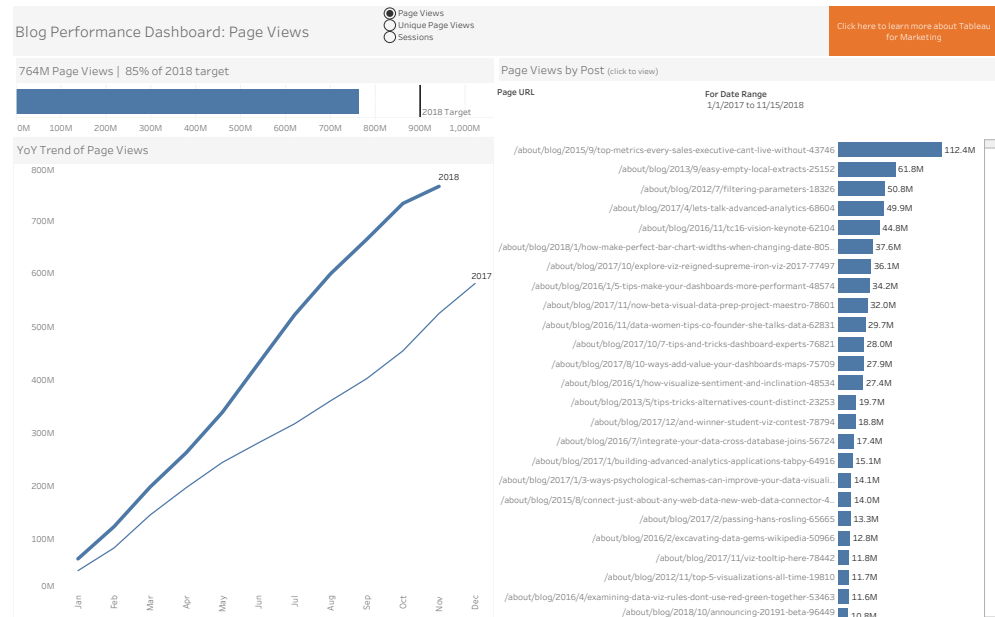 Blog Performance Dashboard: Page Views
Page Views
Unique Page Views
Sessions
Click here to learn more about Tableau
for Marketing
764M Page Views | 85% of 2018 target
2018 Target
0M 100M 200M 300M 400M 500M 600M 700M 800M 900M 1,000M
YoY Trend of Page Views
800M
700M
600M
500M
400M
300M
200M
100M
0M
2018
2017
Jan Feb Mar Apr May Jun Jul Aug Sep Oct Nov Dec
Page Views by Post (click to view)
Page URL
For Date Range
1/1/2017 to 11/15/2018
/about/blog/2015/9/top-metrics-every-sales-executive-cant-live-without-43746 112.4M
/about/blog/2013/9/easy-empty-local-extracts-25152 61.8M
/about/blog/2012/7/filtering-parameters-18326 50.8M
/about/blog/2017/4/lets-talk-advanced-analytics-68604 49.9M
/about/blog/2016/11/tc16-vision-keynote-62104 44.8M
/about/blog/2018/1/how-make-perfect-bar-chart-widths-when-changing-date-805.. 37.6M
/about/blog/2017/10/explore-viz-reigned-supreme-iron-viz-2017-77497 36.1M
/about/blog/2016/1/5-tips-make-your-dashboards-more-performant-48574 34.2M
/about/blog/2017/11/now-beta-visual-data-prep-project-maestro-78601 32.0M
/about/blog/2016/11/data-women-tips-co-founder-she-talks-data-62831 29.7M
/about/blog/2017/10/7-tips-and-tricks-dashboard-experts-76821 28.0M
/about/blog/2017/8/10-ways-add-value-your-dashboards-maps-75709 27.9M
/about/blog/2016/1/how-visualize-sentiment-and-inclination-48534 27.4M
/about/blog/2013/5/tips-tricks-alternatives-count-distinct-23253 19.7M
/about/blog/2017/12/and-winner-student-viz-contest-78794 18.8M
/about/blog/2016/7/integrate-your-data-cross-database-joins-56724 17.4M
/about/blog/2017/1/building-advanced-analytics-applications-tabpy-64916 15.1M
/about/blog/2017/1/3-ways-psychological-schemas-can-improve-your-data-visuali.. 14.1M
/about/blog/2015/8/connect-just-about-any-web-data-new-web-data-connector-4.. 14.0M
/about/blog/2017/2/passing-hans-rosling-65665 13.3M
/about/blog/2016/2/excavating-data-gems-wikipedia-50966 12.8M
/about/blog/2017/11/viz-tooltip-here-78442 11.8M
/about/blog/2012/11/top-5-visualizations-all-time-19810 11.7M
/about/blog/2016/4/examining-data-viz-rules-dont-use-red-green-together-53463 11.6M
/about/blog/2018/10/announcing-20191-beta-96449 10.8M